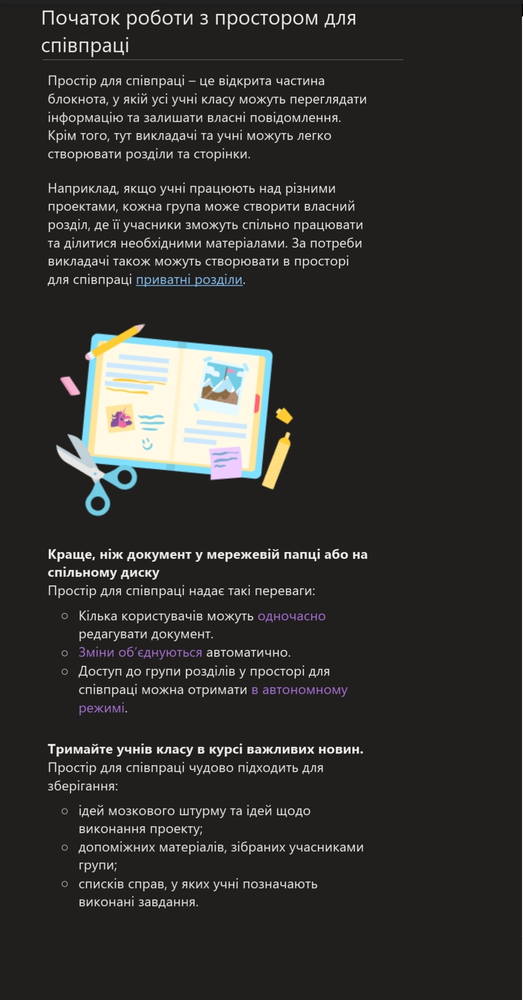 Початок роботи з простором для
співпраці
Простір для співпраці – це відкрита частина
блокнота, у якій усі учні класу можуть переглядати
інформацію та залишати власні повідомлення.
Крім того, тут викладачі та учні можуть легко
створювати розділи та сторінки.
Наприклад, якщо учні працюють над різними
проектами, кожна група може створити власний
розділ, де її учасники зможуть спільно працювати
та ділитися необхідними матеріалами. За потреби
викладачі також можуть створювати в просторі
для співпраці приватні розділи.
Краще, ніж документ у мережевій папці або на
спільному диску
Простір для співпраці надає такі переваги:
○ Кілька користувачів можуть одночасно
редагувати документ.
○ Зміни об’єднуються автоматично.
○ Доступ до групи розділів у просторі для
співпраці можна отримати в автономному
режимі.
Тримайте учнів класу в курсі важливих новин.
Простір для співпраці чудово підходить для
зберігання:
○ ідей мозкового штурму та ідей щодо
виконання проекту;
○ допоміжних матеріалів, зібраних учасниками
групи;
○ списків справ, у яких учні позначають
виконані завдання.